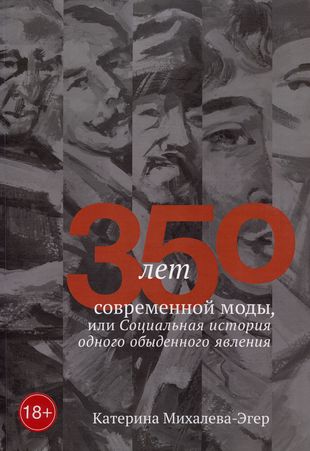 350
лет
современной моды,
или Социальная история
одного обыденного явления
18+
Катерина Михалева-Эгер